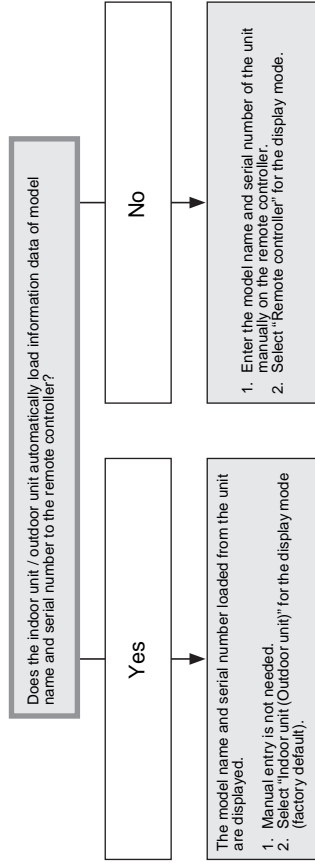 Does the indoor unit / outdoor unit automatically load information data of model
name and serial number to the remote controller?
Yes
The model name and serial number loaded from the unit
are displayed.
1. Manual entry is not needed.
2. Select “Indoor unit (Outdoor unit)” for the display mode
(factory default).
No
1. Enter the model name and serial number of the unit
manually on the remote controller.
2. Select “Remote controller” for the display mode.